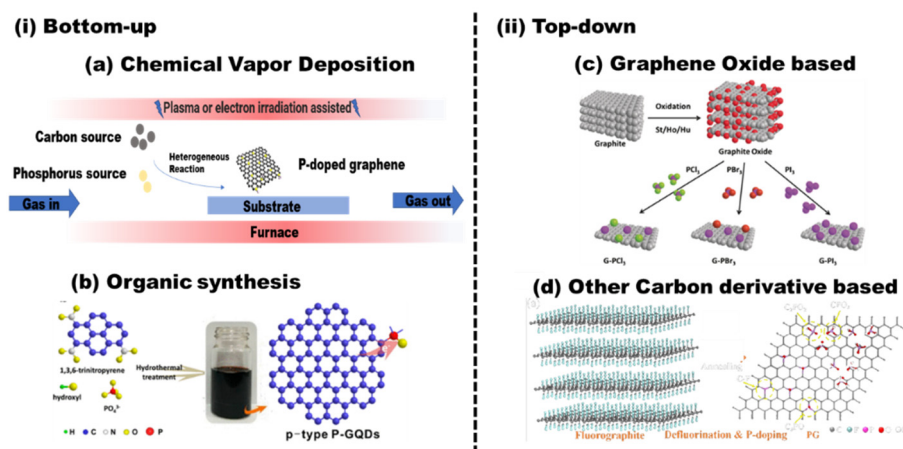 (i) Bottom-up
(a) Chemical Vapor Deposition
Plasma or electron irradiation assisted
Carbon source
Heterogeneous
Reaction
P-doped graphene
Phosphorus source
Gas in
Substrate
Gas out
Furnace
(b) Organic synthesis
1,3,6-trinitropyrene
Hydrothermal
treatment
hydroxyl
PO₄³⁻
H C N O P
p-type P-GQDs
(ii) Top-down
(c) Graphene Oxide based
Oxidation
St/Ho/Hu
Graphite
Graphite Oxide
PCl₃
PBr₃
PI₃
G-PCl₃
G-PBr₃
G-PI₃
(d) Other Carbon derivative based
Annealing
Fluorographite
Defluorination & P-doping
PG